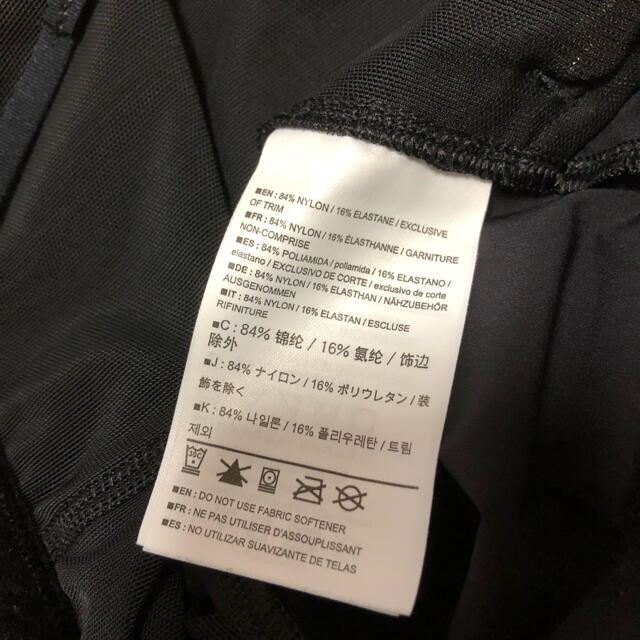 ■EN : 84% NYLON / 16% ELASTANE / EXCLUSIVE
OF TRIM
■FR : 84% NYLON / 16% ÉLASTHANNE / GARNITURE
NON-COMPRISE
■ES : 84% POLIAMIDA / poliamida / 16% ELASTANO /
elastano / EXCLUSIVO DE CORTE / exclusivo de corte
■DE : 84% NYLON / 16% ELASTHAN / NÄHZUBEHÖR
AUSGENOMMEN
■IT : 84% NYLON / 16% ELASTAN / ESCLUSE
RIFINITURE
■C: 84% 锦纶 / 16% 氨纶 / 饰边
除外
■J : 84% ナイロン / 16% ポリウレタン / 装
飾を除く
■K : 84% 나일론 / 16% 폴리우레탄 / 트림
제외
30C
■EN : DO NOT USE FABRIC SOFTENER
■FR : NE PAS UTILISER D'ASSOUPLISSANT
■ES : NO UTILIZAR SUAVIZANTE DE TELAS